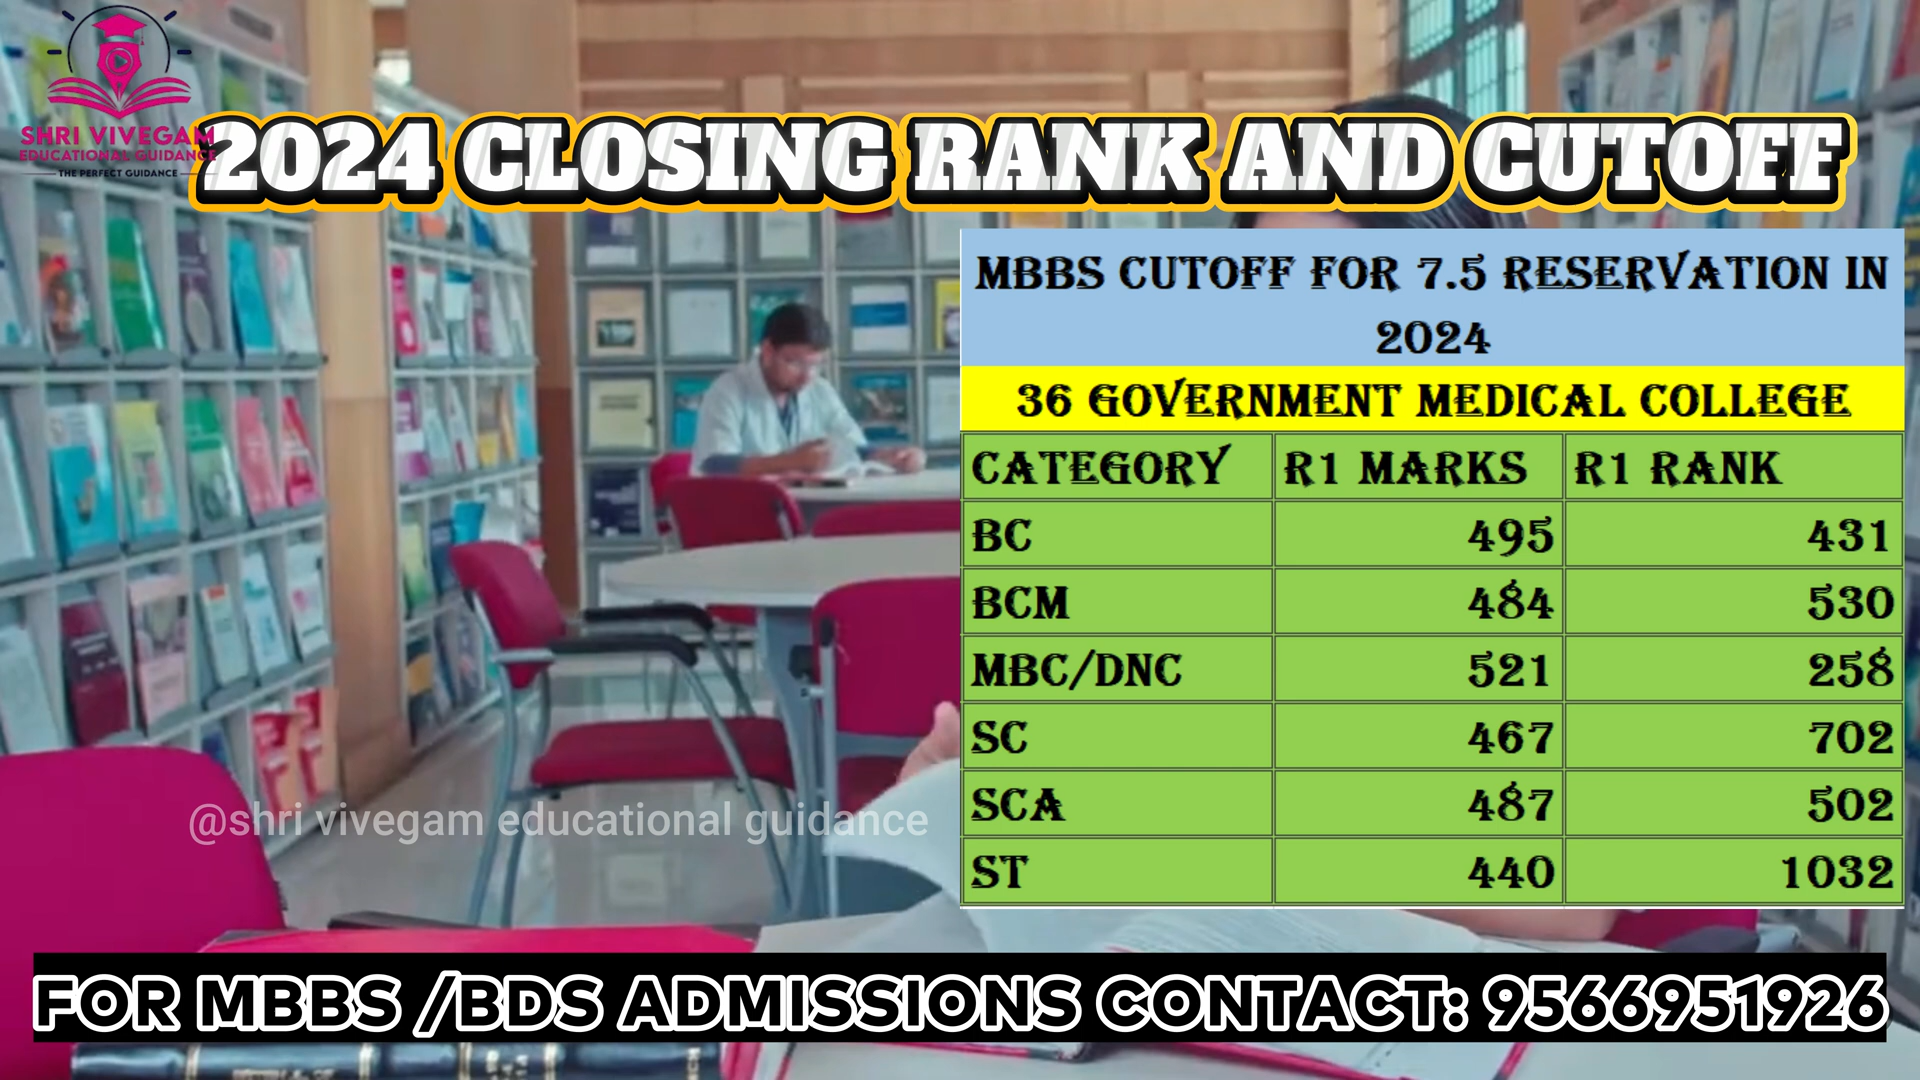 SHRI VIVEGAM
EDUCATIONAL GUIDANCE
THE PERFECT GUIDANCE
2024 CLOSING RANK AND CUTOFF
MBBS CUTOFF FOR 7.5 RESERVATION IN
2024
36 GOVERNMENT MEDICAL COLLEGE
CATEGORY R1 MARKS R1 RANK
BC 495 431
BCM 484 530
MBC/DNC 521 258
SC 467 702
SCA 487 502
ST 440 1032
@shri vivegam educational guidance
FOR MBBS /BDS ADMISSIONS CONTACT: 9566951926